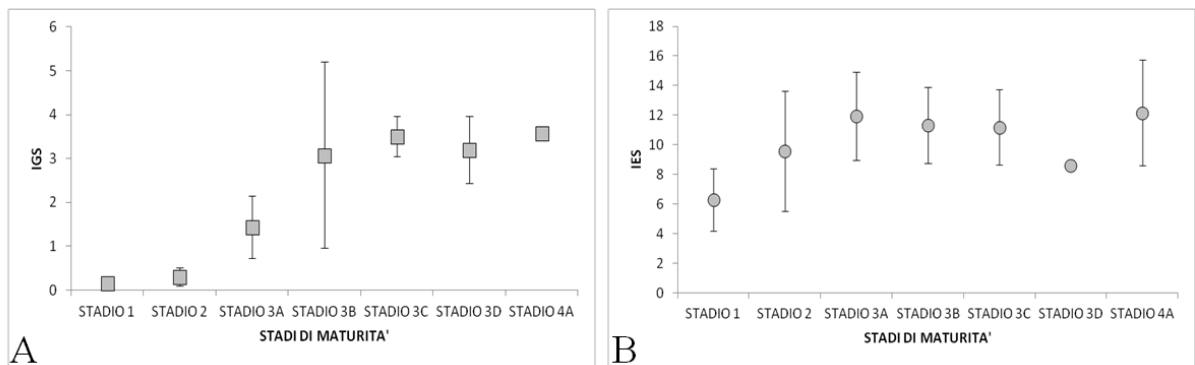 6
5
4
3
2
1
0
IGS
STADIO 1 STADIO 2 STADIO 3A STADIO 3B STADIO 3C STADIO 3D STADIO 4A
STADI DI MATURITA'
A
18
16
14
12
10
8
6
4
2
0
IES
STADIO 1 STADIO 2 STADIO 3A STADIO 3B STADIO 3C STADIO 3D STADIO 4A
STADI DI MATURITA'
B